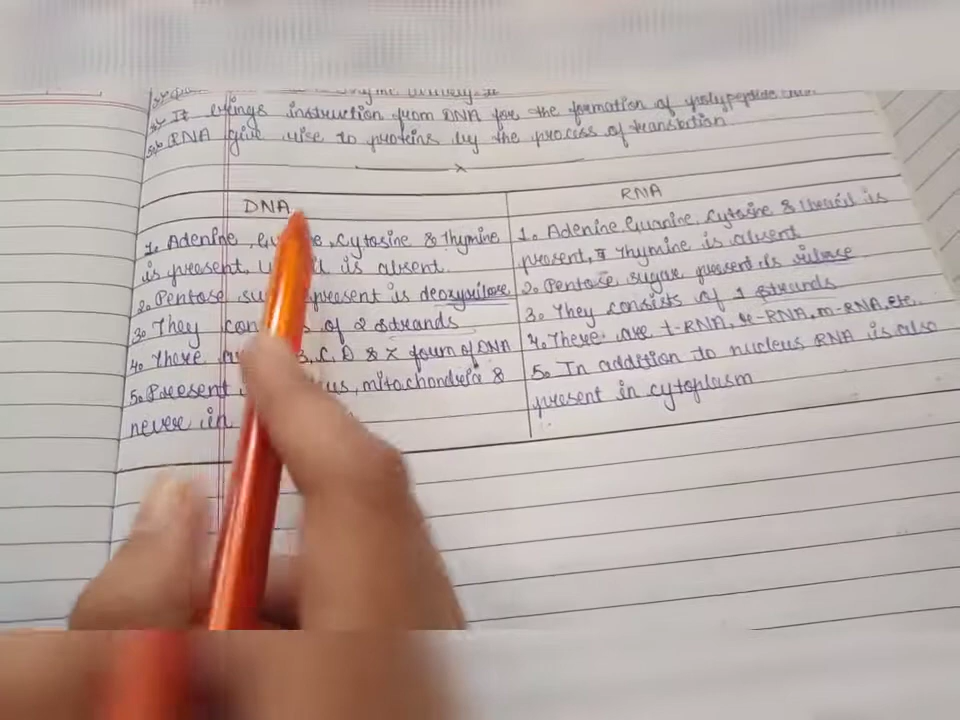 It brings instruction from DNA for the formation of polypeptide chain
RNA give rise to proteins by the process of translation
DNA
1. Adenine, Cytosine & Thymine
is present, is absent.
2. Pentose present is deoxyribose
3. They of 2 strands
4. There C, D & Z form of DNA
5. Present mitochondria &
never in
RNA
1. Adenine Guanine, Cytosine & Uracil is
present, Thymine is absent
2. Pentose sugar present is ribose
3. They consists of 1 strands
4. There are t-RNA, r-RNA, m-RNA, etc.
5. In addition to nucleus RNA is also
present in cytoplasm